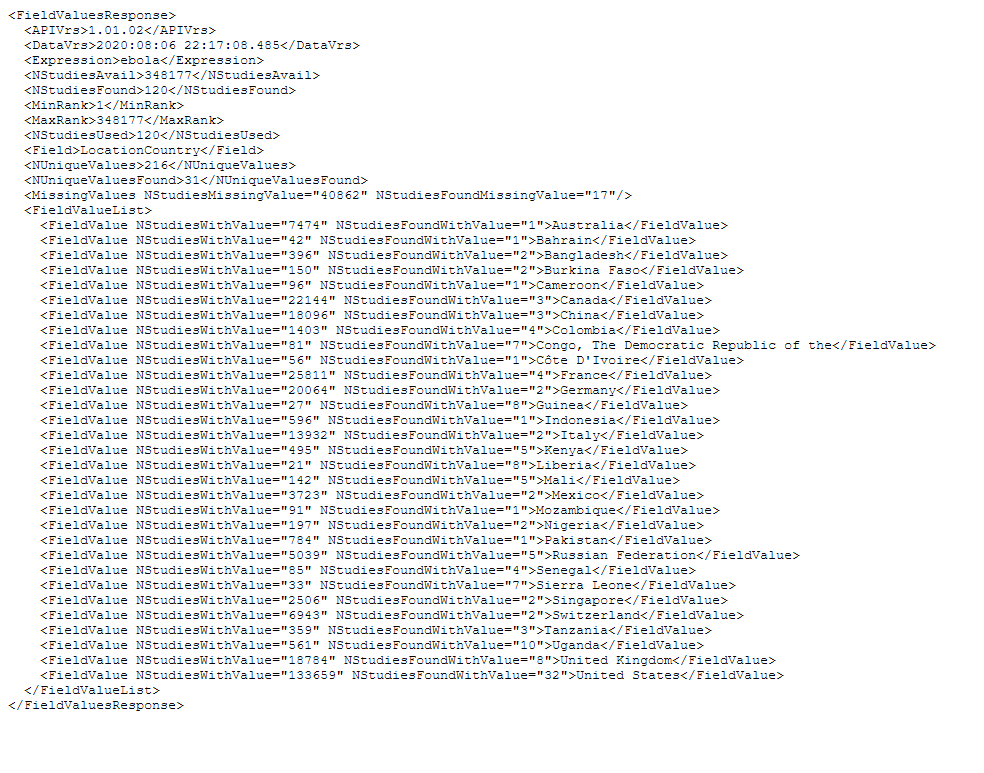 <FieldValuesResponse>
<APIVrs>1.01.02</APIVrs>
<DataVrs>2020:08:06 22:17:08.485</DataVrs>
<Expression>ebola</Expression>
<NStudiesAvail>348177</NStudiesAvail>
<NStudiesFound>120</NStudiesFound>
<MinRank>1</MinRank>
<MaxRank>348177</MaxRank>
<NStudiesUsed>120</NStudiesUsed>
<Field>LocationCountry</Field>
<NUniqueValues>216</NUniqueValues>
<NUniqueValuesFound>31</NUniqueValuesFound>
<MissingValues NStudiesMissingValue="40862" NStudiesFoundMissingValue="17"/>
<FieldValueList>
<FieldValue NStudiesWithValue="7474" NStudiesFoundWithValue="1">Australia</FieldValue>
<FieldValue NStudiesWithValue="42" NStudiesFoundWithValue="1">Bahrain</FieldValue>
<FieldValue NStudiesWithValue="396" NStudiesFoundWithValue="2">Bangladesh</FieldValue>
<FieldValue NStudiesWithValue="150" NStudiesFoundWithValue="2">Burkina Faso</FieldValue>
<FieldValue NStudiesWithValue="96" NStudiesFoundWithValue="1">Cameroon</FieldValue>
<FieldValue NStudiesWithValue="22144" NStudiesFoundWithValue="3">Canada</FieldValue>
<FieldValue NStudiesWithValue="18096" NStudiesFoundWithValue="3">China</FieldValue>
<FieldValue NStudiesWithValue="1403" NStudiesFoundWithValue="4">Colombia</FieldValue>
<FieldValue NStudiesWithValue="81" NStudiesFoundWithValue="7">Congo, The Democratic Republic of the</FieldValue>
<FieldValue NStudiesWithValue="56" NStudiesFoundWithValue="1">Côte D'Ivoire</FieldValue>
<FieldValue NStudiesWithValue="25811" NStudiesFoundWithValue="4">France</FieldValue>
<FieldValue NStudiesWithValue="20064" NStudiesFoundWithValue="2">Germany</FieldValue>
<FieldValue NStudiesWithValue="27" NStudiesFoundWithValue="8">Guinea</FieldValue>
<FieldValue NStudiesWithValue="596" NStudiesFoundWithValue="1">Indonesia</FieldValue>
<FieldValue NStudiesWithValue="13932" NStudiesFoundWithValue="2">Italy</FieldValue>
<FieldValue NStudiesWithValue="495" NStudiesFoundWithValue="5">Kenya</FieldValue>
<FieldValue NStudiesWithValue="21" NStudiesFoundWithValue="8">Liberia</FieldValue>
<FieldValue NStudiesWithValue="142" NStudiesFoundWithValue="5">Mali</FieldValue>
<FieldValue NStudiesWithValue="3723" NStudiesFoundWithValue="2">Mexico</FieldValue>
<FieldValue NStudiesWithValue="91" NStudiesFoundWithValue="1">Mozambique</FieldValue>
<FieldValue NStudiesWithValue="197" NStudiesFoundWithValue="2">Nigeria</FieldValue>
<FieldValue NStudiesWithValue="784" NStudiesFoundWithValue="1">Pakistan</FieldValue>
<FieldValue NStudiesWithValue="5039" NStudiesFoundWithValue="5">Russian Federation</FieldValue>
<FieldValue NStudiesWithValue="85" NStudiesFoundWithValue="4">Senegal</FieldValue>
<FieldValue NStudiesWithValue="33" NStudiesFoundWithValue="7">Sierra Leone</FieldValue>
<FieldValue NStudiesWithValue="2506" NStudiesFoundWithValue="2">Singapore</FieldValue>
<FieldValue NStudiesWithValue="6943" NStudiesFoundWithValue="2">Switzerland</FieldValue>
<FieldValue NStudiesWithValue="359" NStudiesFoundWithValue="3">Tanzania</FieldValue>
<FieldValue NStudiesWithValue="561" NStudiesFoundWithValue="10">Uganda</FieldValue>
<FieldValue NStudiesWithValue="18784" NStudiesFoundWithValue="8">United Kingdom</FieldValue>
<FieldValue NStudiesWithValue="133659" NStudiesFoundWithValue="32">United States</FieldValue>
</FieldValueList>
</FieldValuesResponse>